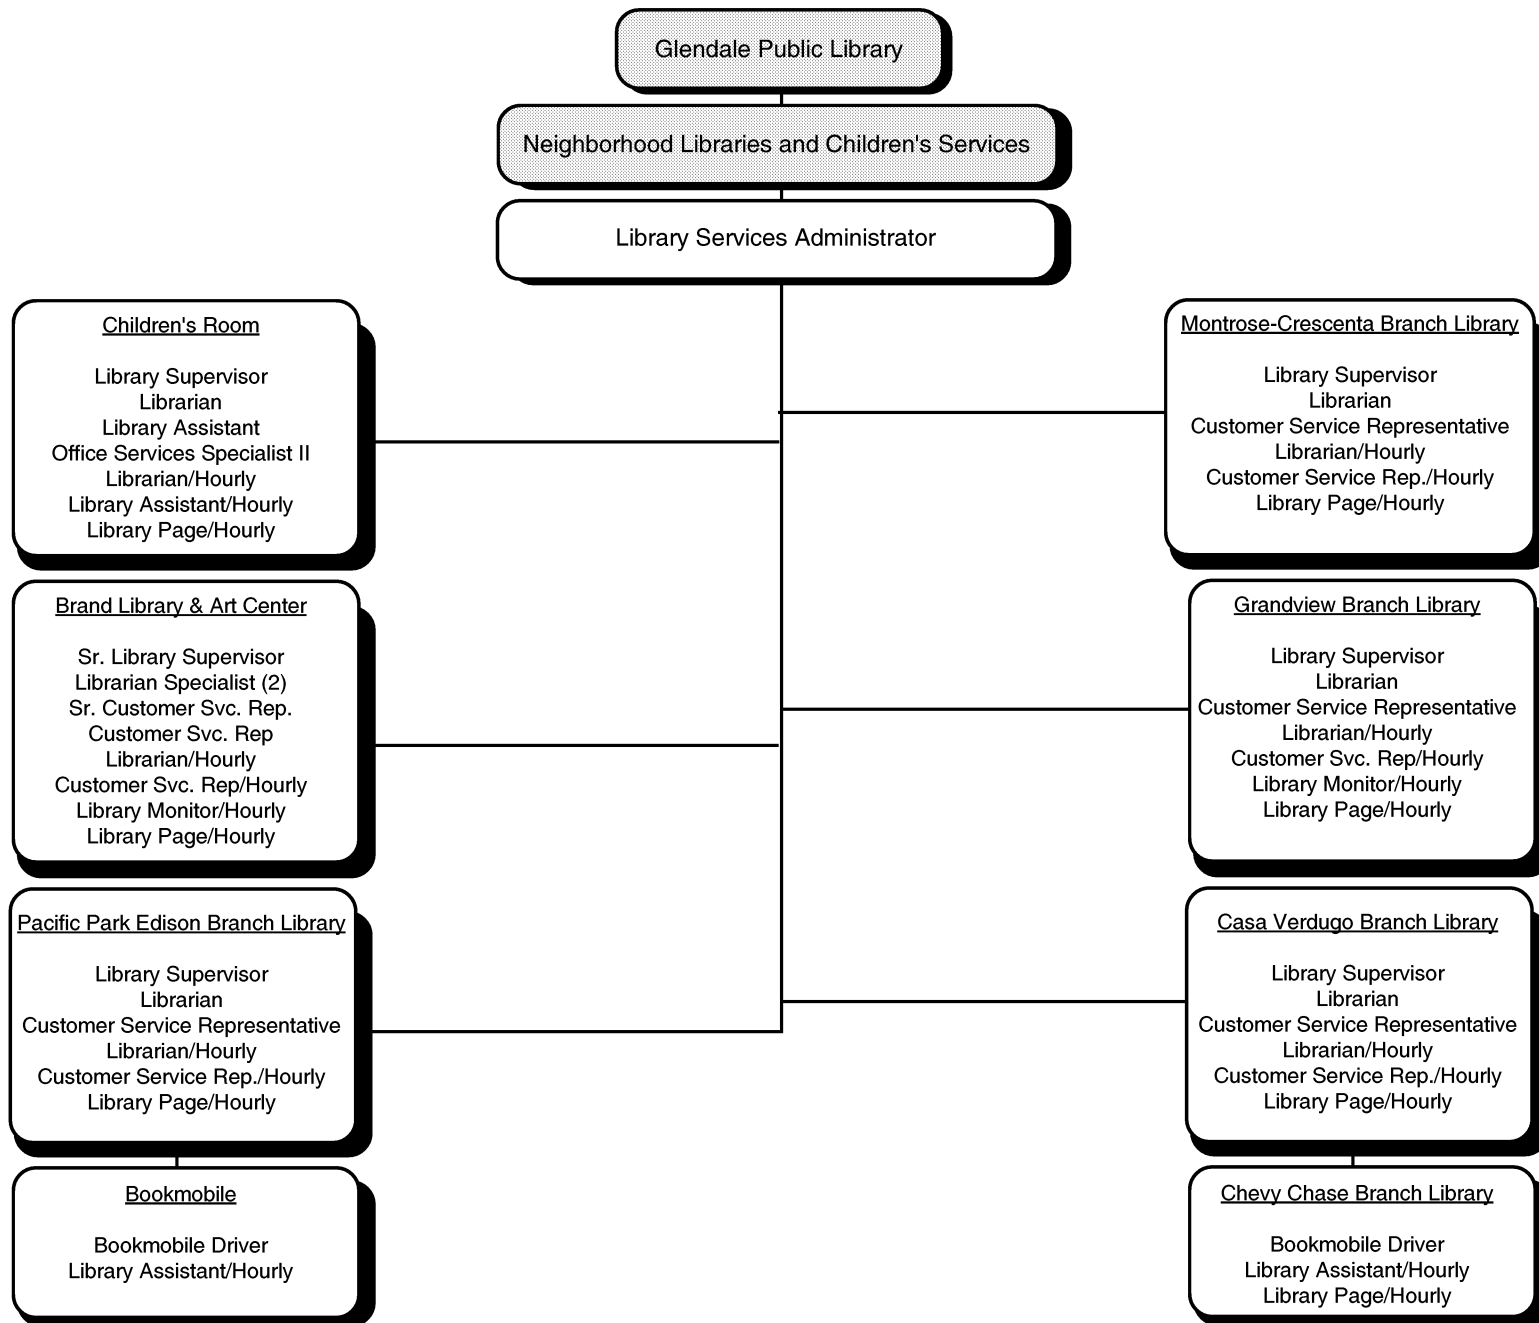 Glendale Public Library
Neighborhood Libraries and Children's Services
Library Services Administrator
Children's Room
Library Supervisor
Librarian
Library Assistant
Office Services Specialist II
Librarian/Hourly
Library Assistant/Hourly
Library Page/Hourly
Montrose-Crescenta Branch Library
Library Supervisor
Librarian
Customer Service Representative
Librarian/Hourly
Customer Service Rep./Hourly
Library Page/Hourly
Brand Library & Art Center
Sr. Library Supervisor
Librarian Specialist (2)
Sr. Customer Svc. Rep.
Customer Svc. Rep
Librarian/Hourly
Customer Svc. Rep/Hourly
Library Monitor/Hourly
Library Page/Hourly
Grandview Branch Library
Library Supervisor
Librarian
Customer Service Representative
Librarian/Hourly
Customer Svc. Rep/Hourly
Library Monitor/Hourly
Library Page/Hourly
Pacific Park Edison Branch Library
Library Supervisor
Librarian
Customer Service Representative
Librarian/Hourly
Customer Service Rep./Hourly
Library Page/Hourly
Casa Verdugo Branch Library
Library Supervisor
Librarian
Customer Service Representative
Librarian/Hourly
Customer Service Rep./Hourly
Library Page/Hourly
Bookmobile
Bookmobile Driver
Library Assistant/Hourly
Chevy Chase Branch Library
Bookmobile Driver
Library Assistant/Hourly
Library Page/Hourly